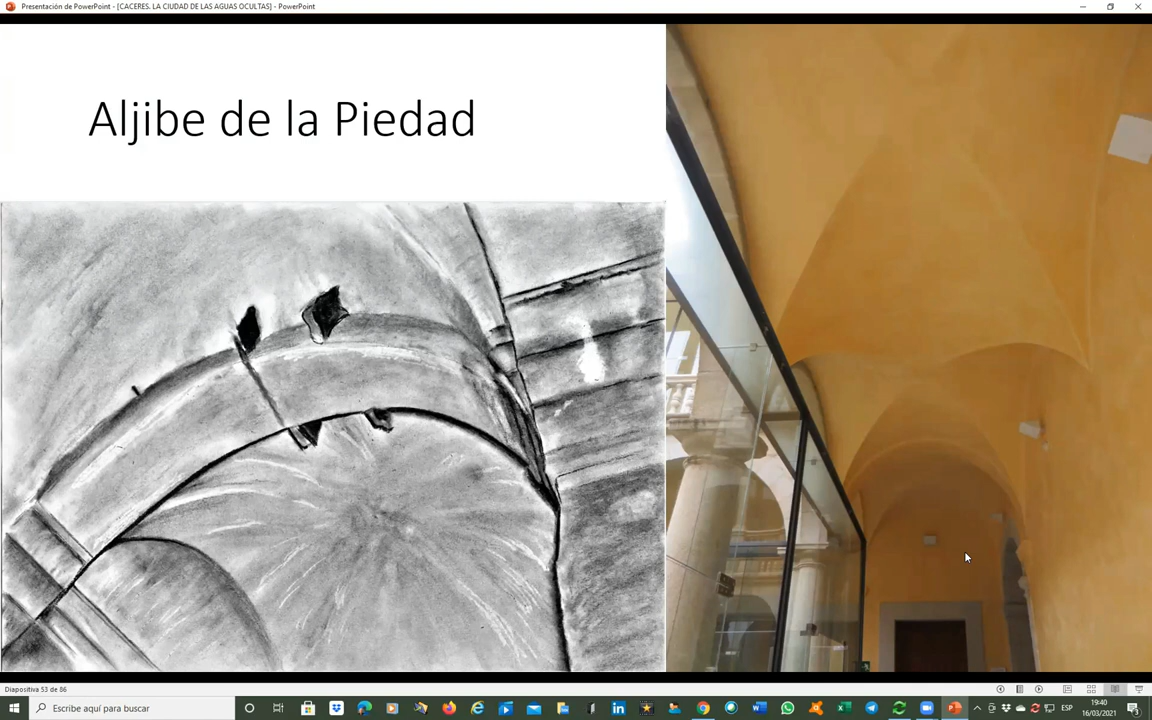 Presentación de PowerPoint - [CACERES. LA CIUDAD DE LAS AGUAS OCULTAS] - PowerPoint
Aljibe de la Piedad
Diapositiva 53 de 86
Escribe aquí para buscar
ESP
19:40
16/03/2021
3